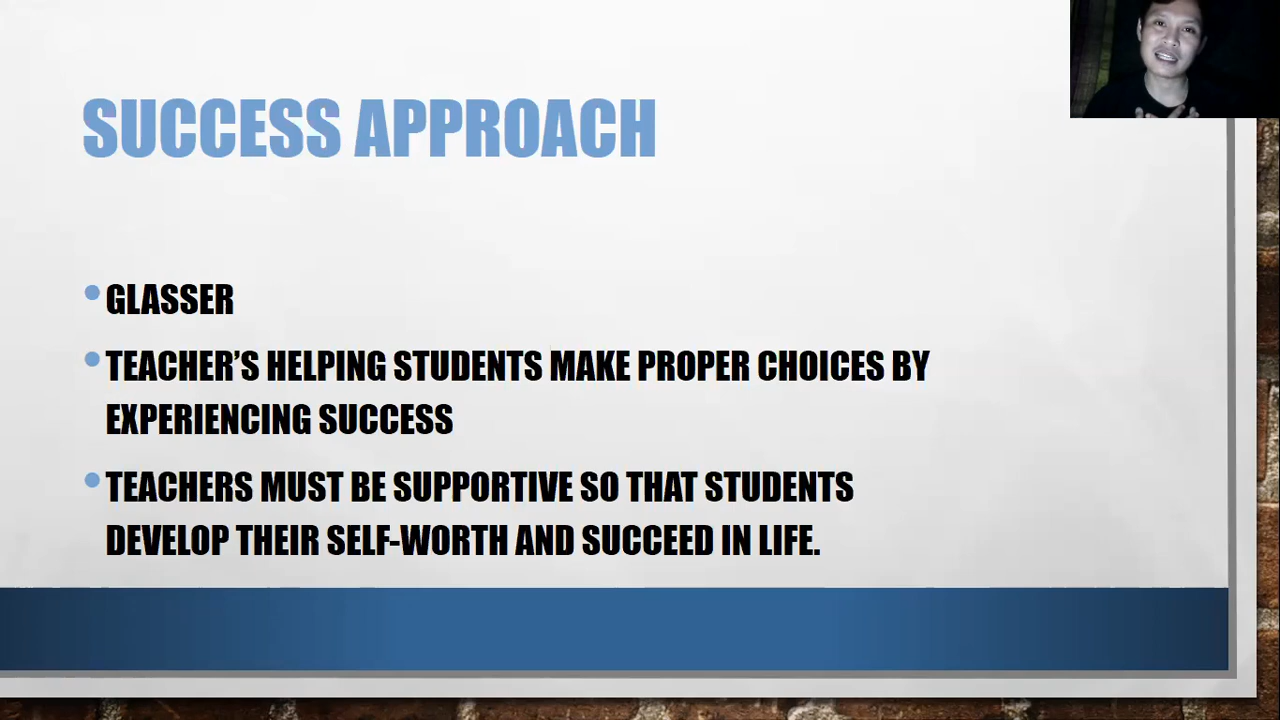 SUCCESS APPROACH
• GLASSER
• TEACHER’S HELPING STUDENTS MAKE PROPER CHOICES BY
EXPERIENCING SUCCESS
• TEACHERS MUST BE SUPPORTIVE SO THAT STUDENTS
DEVELOP THEIR SELF-WORTH AND SUCCEED IN LIFE.